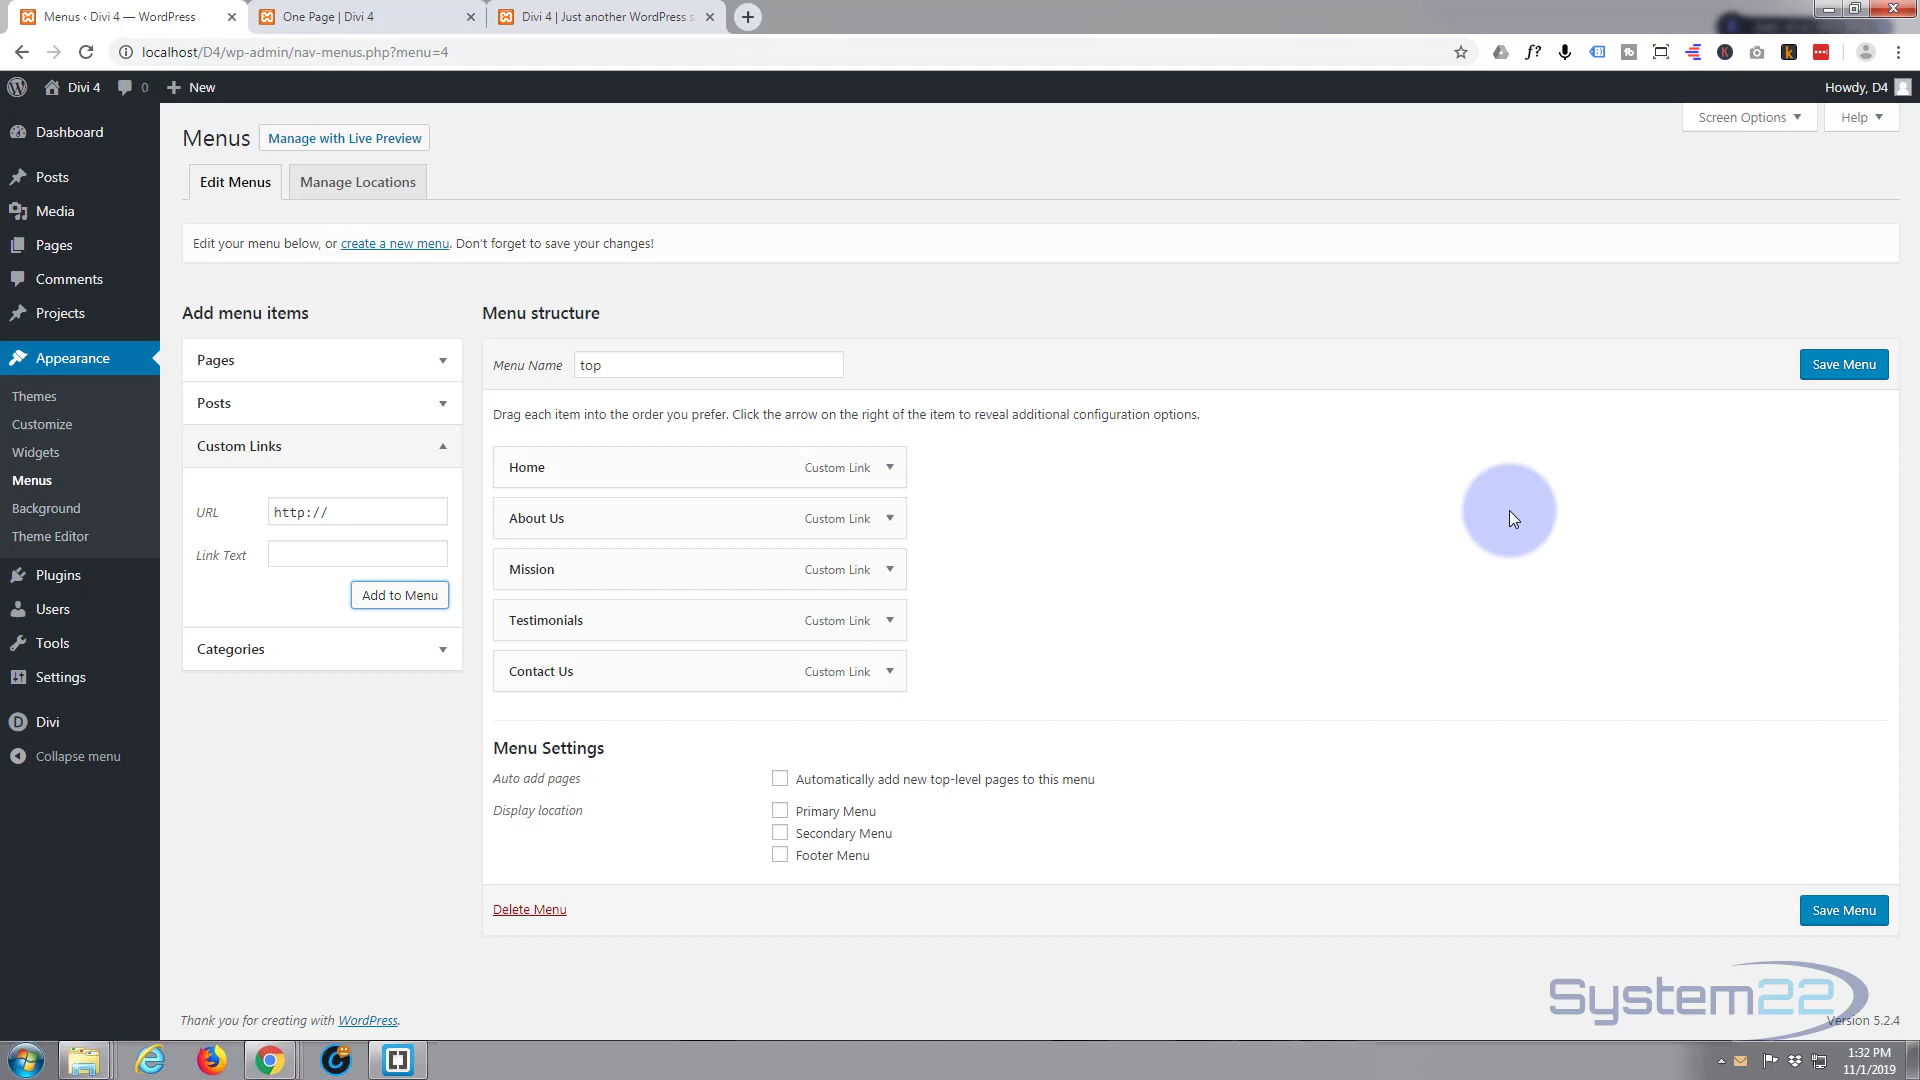 Menus ‹ Divi 4 — WordPress
One Page | Divi 4
Divi 4 | Just another WordPress s
localhost/D4/wp-admin/nav-menus.php?menu=4
Divi 4
0
New
Howdy, D4
Screen Options
Help
Dashboard
Posts
Media
Pages
Comments
Projects
Appearance
Themes
Customize
Widgets
Menus
Background
Theme Editor
Plugins
Users
Tools
Settings
Divi
Collapse menu
Menus
Manage with Live Preview
Edit Menus
Manage Locations
Edit your menu below, or create a new menu. Don't forget to save your changes!
Add menu items
Pages
Posts
Custom Links
URL
http://
Link Text
Add to Menu
Categories
Menu structure
Menu Name
top
Save Menu
Drag each item into the order you prefer. Click the arrow on the right of the item to reveal additional configuration options.
Home Custom Link
About Us Custom Link
Mission Custom Link
Testimonials Custom Link
Contact Us Custom Link
Menu Settings
Auto add pages
Automatically add new top-level pages to this menu
Display location
Primary Menu
Secondary Menu
Footer Menu
Delete Menu
Save Menu
System22
Thank you for creating with WordPress.
Version 5.2.4
1:32 PM
11/1/2019